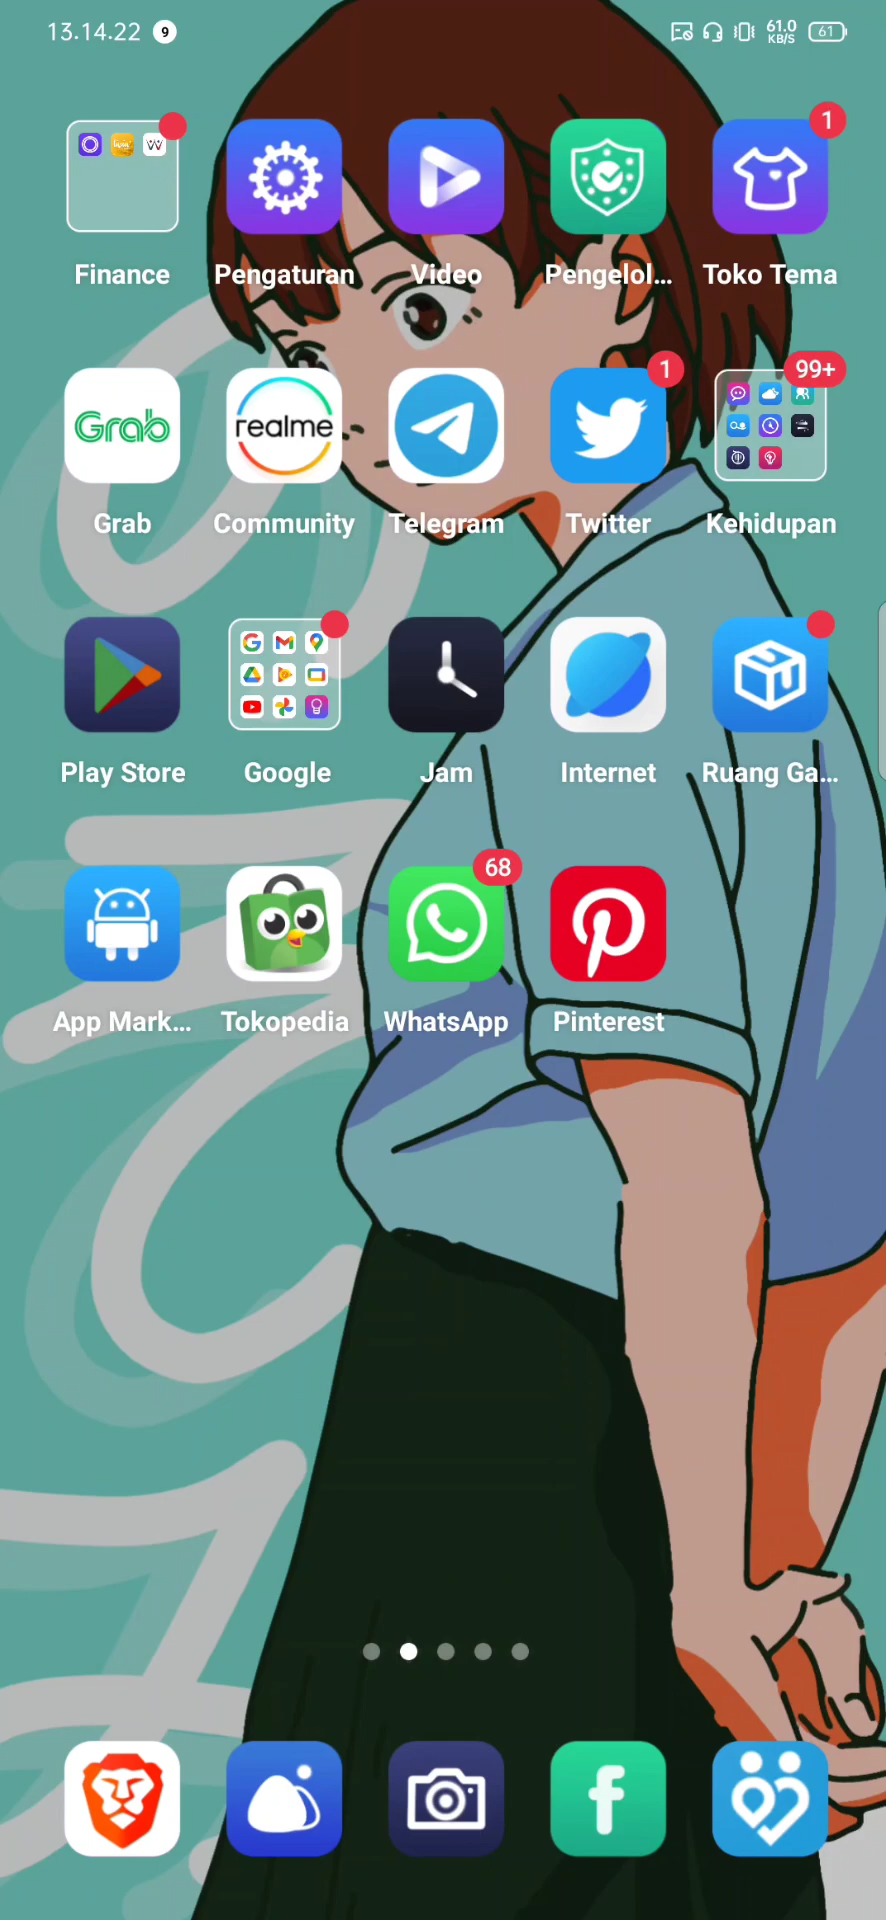 13.14.22 9 61.0 KB/S 61
1
Finance Pengaturan Video Pengelol... Toko Tema
1 99+
Grab realme
Grab Community Telegram Twitter Kehidupan
Play Store Google Jam Internet Ruang Ga...
68
App Mark... Tokopedia WhatsApp Pinterest